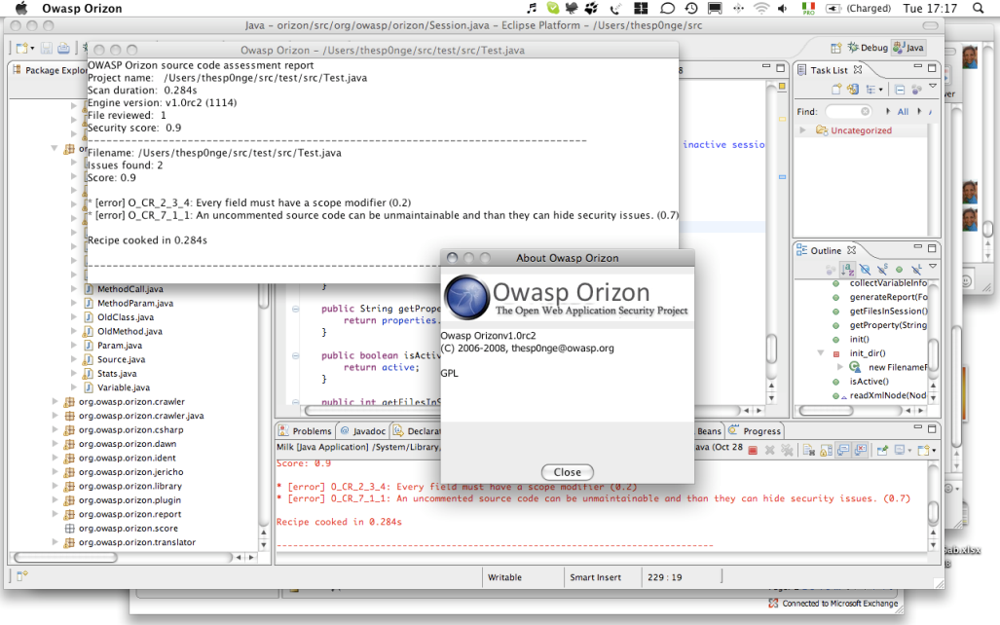 Owasp Orizon
(Charged) Tue 17:17
Java - orizon/src/org/owasp/orizon/Session.java - Eclipse Platform - /Users/thesp0nge/src
Owasp Orizon - /Users/thesp0nge/src/test/src/Test.java
Debug Java
Package Explo
OWASP Orizon source code assessment report
Project name: /Users/thesp0nge/src/test/src/Test.java
Scan duration: 0.284s
Engine version: v1.0rc2 (1114)
File reviewed: 1
Security score: 0.9
Filename: /Users/thesp0nge/src/test/src/Test.java
Issues found: 2
Score: 0.9
* [error] O_CR_2_3_4: Every field must have a scope modifier (0.2)
* [error] O_CR_7_1_1: An uncommented source code can be unmaintainable and than they can hide security issues. (0.7)
Recipe cooked in 0.284s
inactive sessio
Task List
Find: All
Uncategorized
MethodCall.java
MethodParam.java
OldClass.java
OldMethod.java
Param.java
Source.java
Stats.java
Variable.java
org.owasp.orizon.crawler
org.owasp.orizon.crawler.java
org.owasp.orizon.csharp
org.owasp.orizon.dawn
org.owasp.orizon.ident
org.owasp.orizon.jericho
org.owasp.orizon.library
org.owasp.orizon.plugin
org.owasp.orizon.report
org.owasp.orizon.score
org.owasp.orizon.translator
}
public String getPrope
return properties.
}
public boolean isActiv
return active;
}
public int getFilesInS
About Owasp Orizon
Owasp Orizon
The Open Web Application Security Project
Owasp Orizonv1.0rc2
(C) 2006-2008, thesp0nge@owasp.org
GPL
Close
Outline
collectVariableInfo
generateReport(Fo
getFilesInSession()
getProperty(String
init()
init_dir()
new FilenameF
isActive()
readXmlNode(Nod
Problems Javadoc Declarat Beans Progress
Milk [Java Application] /System/Library, ava (Oct 28
Score: 0.9
* [error] O_CR_2_3_4: Every field must have a scope modifier (0.2)
* [error] O_CR_7_1_1: An uncommented source code can be unmaintainable and than they can hide security issues. (0.7)
Recipe cooked in 0.284s
Writable Smart Insert 229 : 19
Connected to Microsoft Exchange